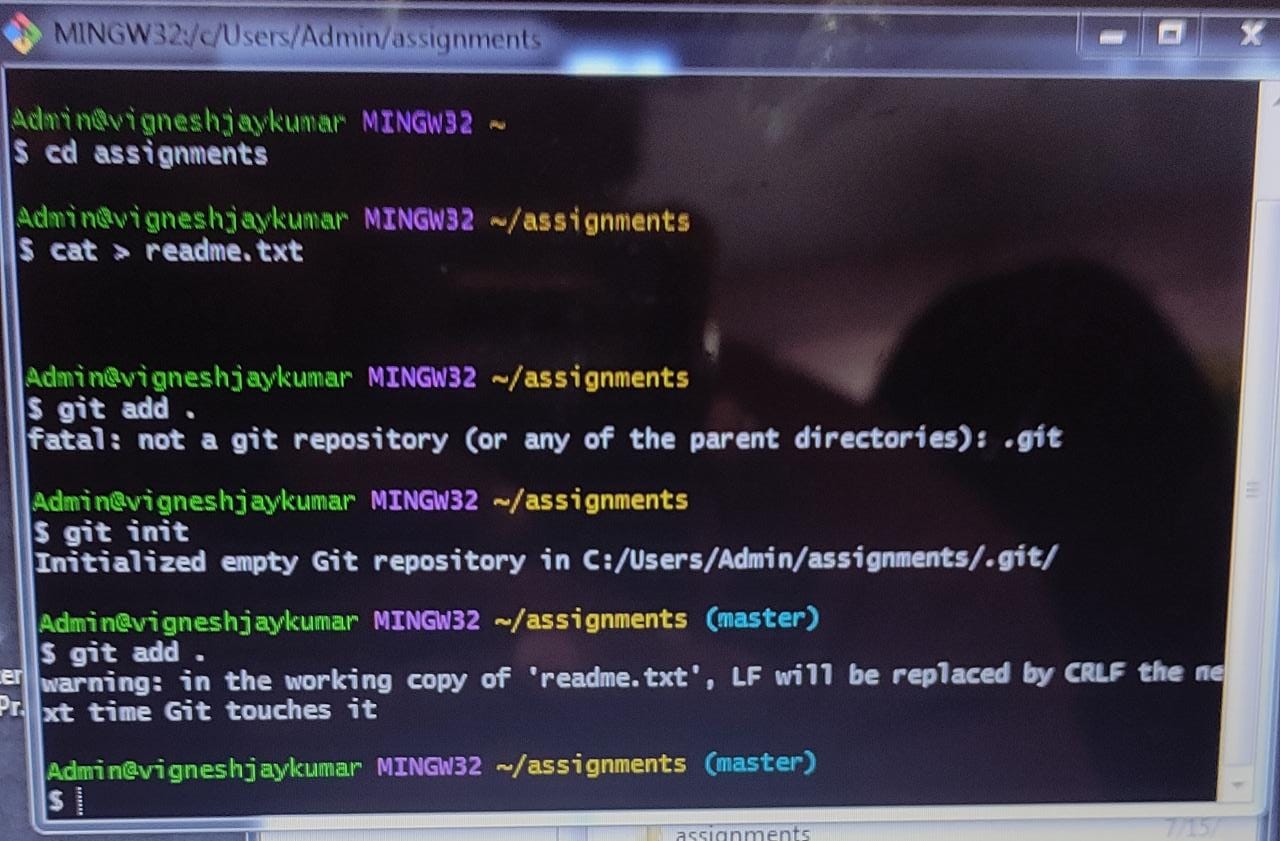 MINGW32:/c/Users/Admin/assignments
Admin@vigneshjaykumar MINGW32 ~
$ cd assignments
Admin@vigneshjaykumar MINGW32 ~/assignments
$ cat > readme.txt
Admin@vigneshjaykumar MINGW32 ~/assignments
$ git add .
fatal: not a git repository (or any of the parent directories): .git
Admin@vigneshjaykumar MINGW32 ~/assignments
$ git init
Initialized empty Git repository in C:/Users/Admin/assignments/.git/
Admin@vigneshjaykumar MINGW32 ~/assignments (master)
$ git add .
warning: in the working copy of 'readme.txt', LF will be replaced by CRLF the ne
xt time Git touches it
Admin@vigneshjaykumar MINGW32 ~/assignments (master)
$
assignments
7/15/